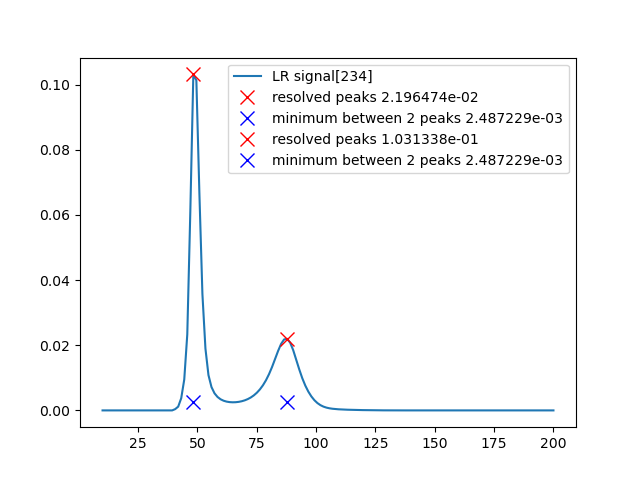 LR signal[234]
resolved peaks 2.196474e-02
minimum between 2 peaks 2.487229e-03
resolved peaks 1.031338e-01
minimum between 2 peaks 2.487229e-03
0.10
0.08
0.06
0.04
0.02
0.00
25 50 75 100 125 150 175 200